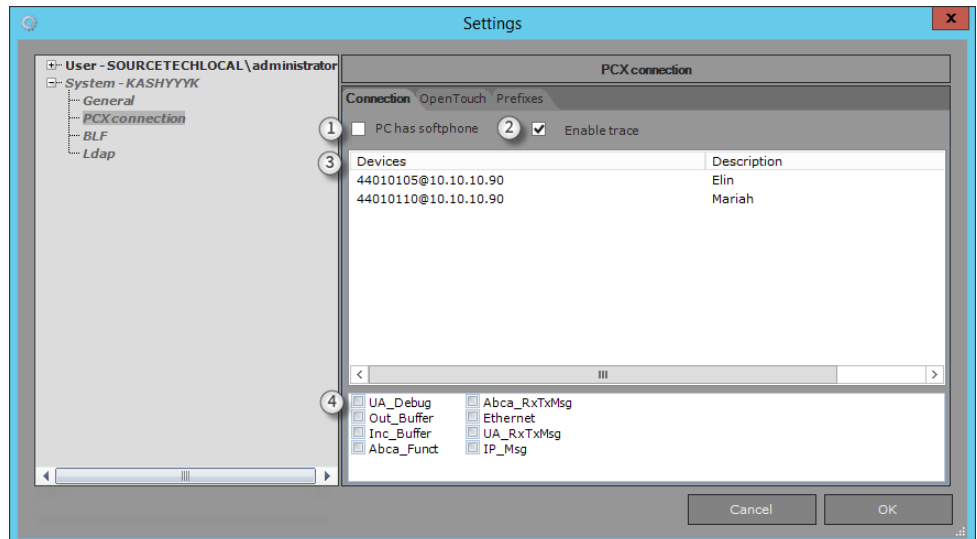 Settings
x
User - SOURCETECHLOCAL\administrator
System - KASHYYYK
General
PCX connection
BLF
Ldap
PCX connection
Connection OpenTouch Prefixes
1 PC has softphone 2 Enable trace
3
Devices Description
44010105@10.10.10.90 Elin
44010110@10.10.10.90 Mariah
4
UA_Debug Abca_RxTxMsg
Out_Buffer Ethernet
Inc_Buffer UA_RxTxMsg
Abca_Funct IP_Msg
Cancel OK